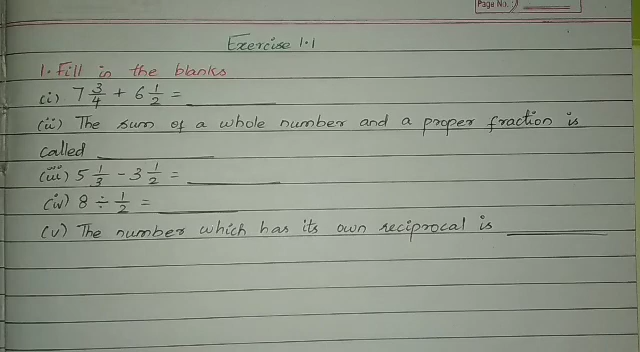 Page No.
Exercise 1.1
1. Fill in the blanks
(i) 7 3/4 + 6 1/2 = ______
(ii) The sum of a whole number and a proper fraction is
called ______
(iii) 5 1/3 - 3 1/2 = ______
(iv) 8 ÷ 1/2 = ______
(v) The number which has its own reciprocal is ______